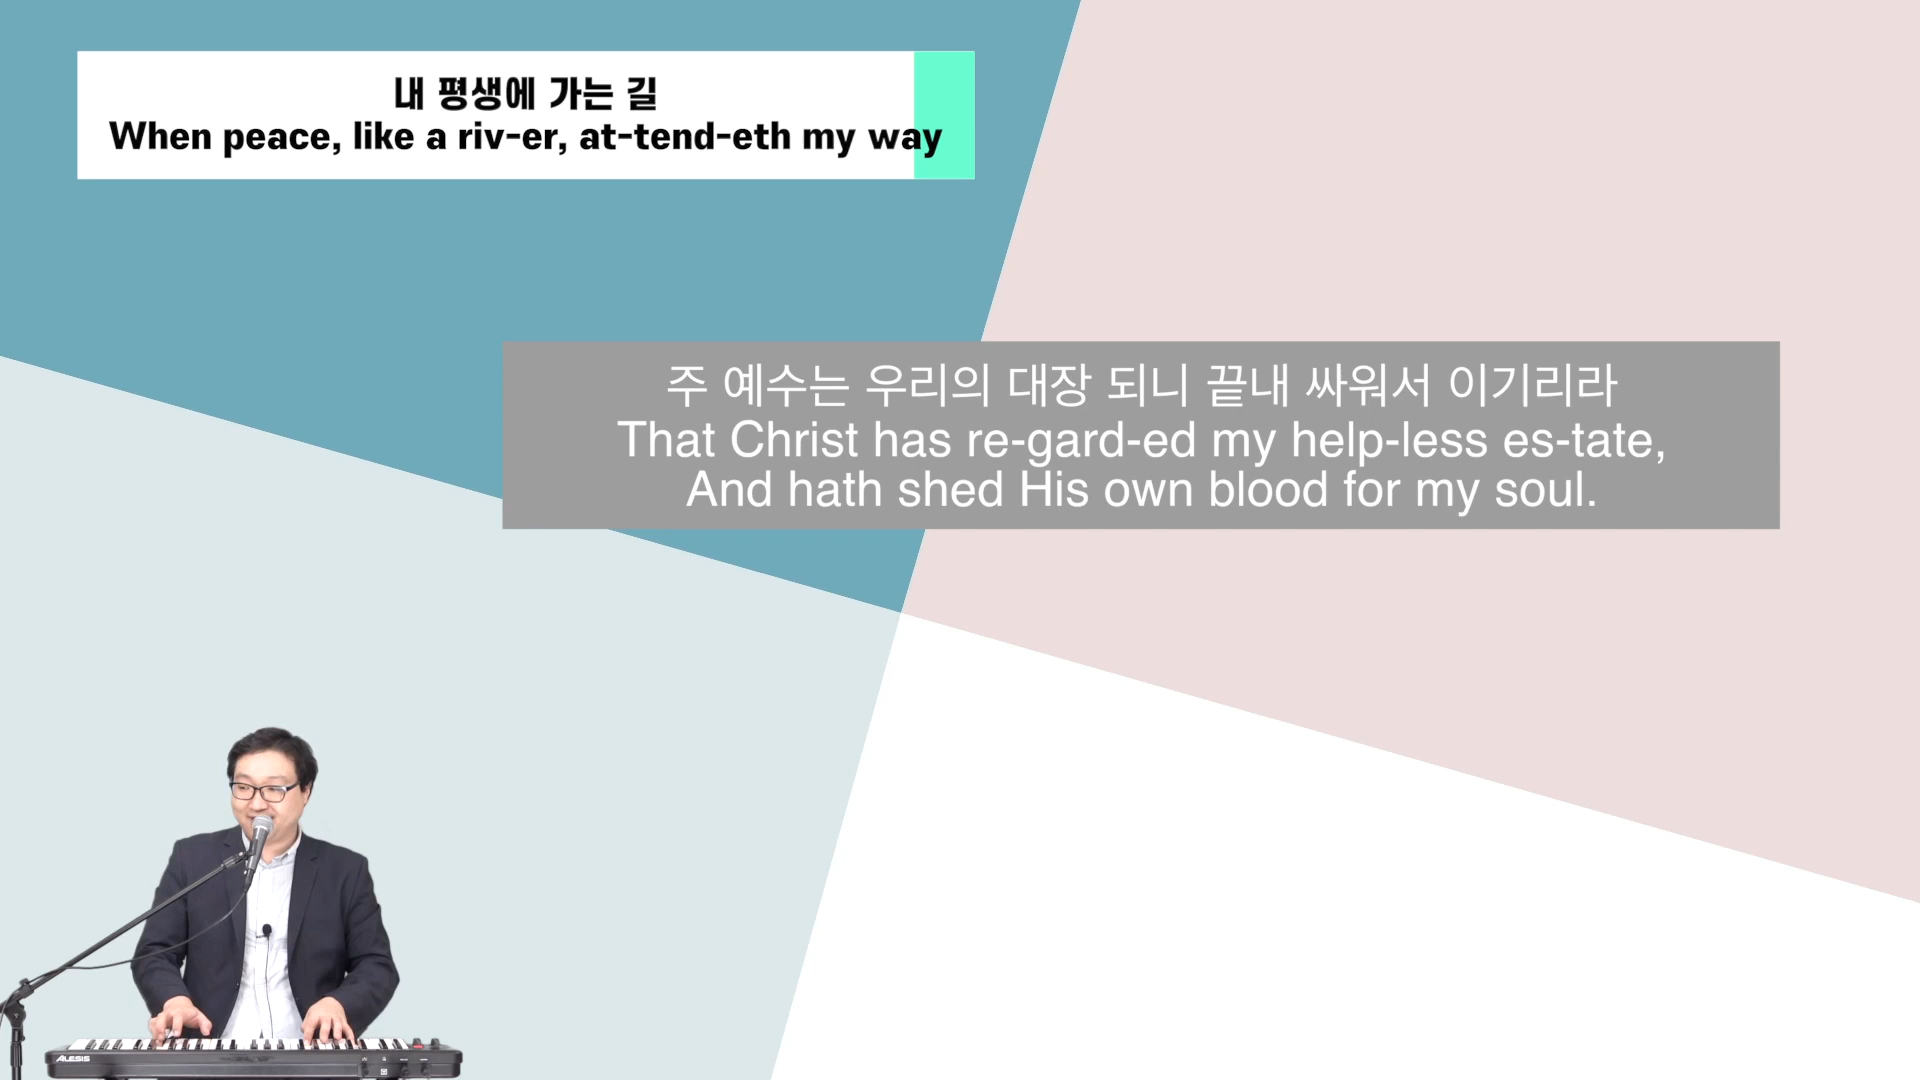 내 평생에 가는 길
When peace, like a riv-er, at-tend-eth my way
주 예수는 우리의 대장 되니 끝내 싸워서 이기리라
That Christ has re-gard-ed my help-less es-tate,
And hath shed His own blood for my soul.
ALESIS